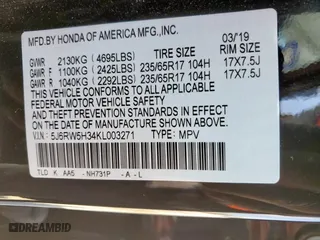 MFD.BY HONDA OF AMERICA MFG.,INC. 03/19
GVWR 2130KG (4695LBS) TIRE SIZE RIM SIZE
GAWR F 1100KG (2425LBS) 235/65R17 104H 17X7.5J
GAWR R 1040KG (2292LBS) 235/65R17 104H 17X7.5J
THIS VEHICLE CONFORMS TO ALL APPLICABLE
FEDERAL MOTOR VEHICLE SAFETY AND THEFT
PREVENTION STANDARDS IN EFFECT ON THE DATE
OF MANUFACTURE SHOWN ABOVE.
V.I.N.: 5J6RW5H34KL003271 TYPE: MPV
TLD K AA5 - NH731P - A - L